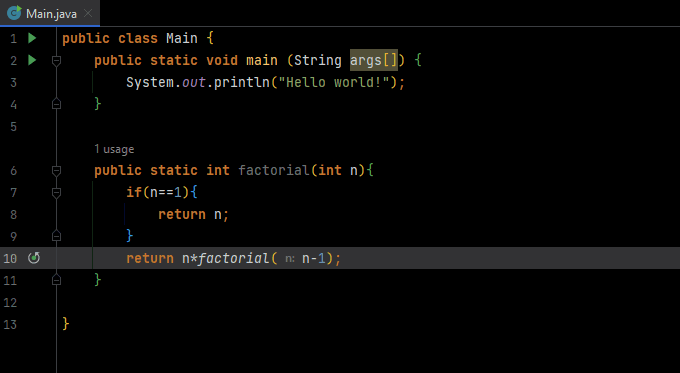 Main.java
1 public class Main {
2 public static void main (String args[]) {
3 System.out.println("Hello world!");
4 }
5
1 usage
6 public static int factorial(int n){
7 if(n==1){
8 return n;
9 }
10 return n*factorial( n: n-1);
11 }
12
13 }